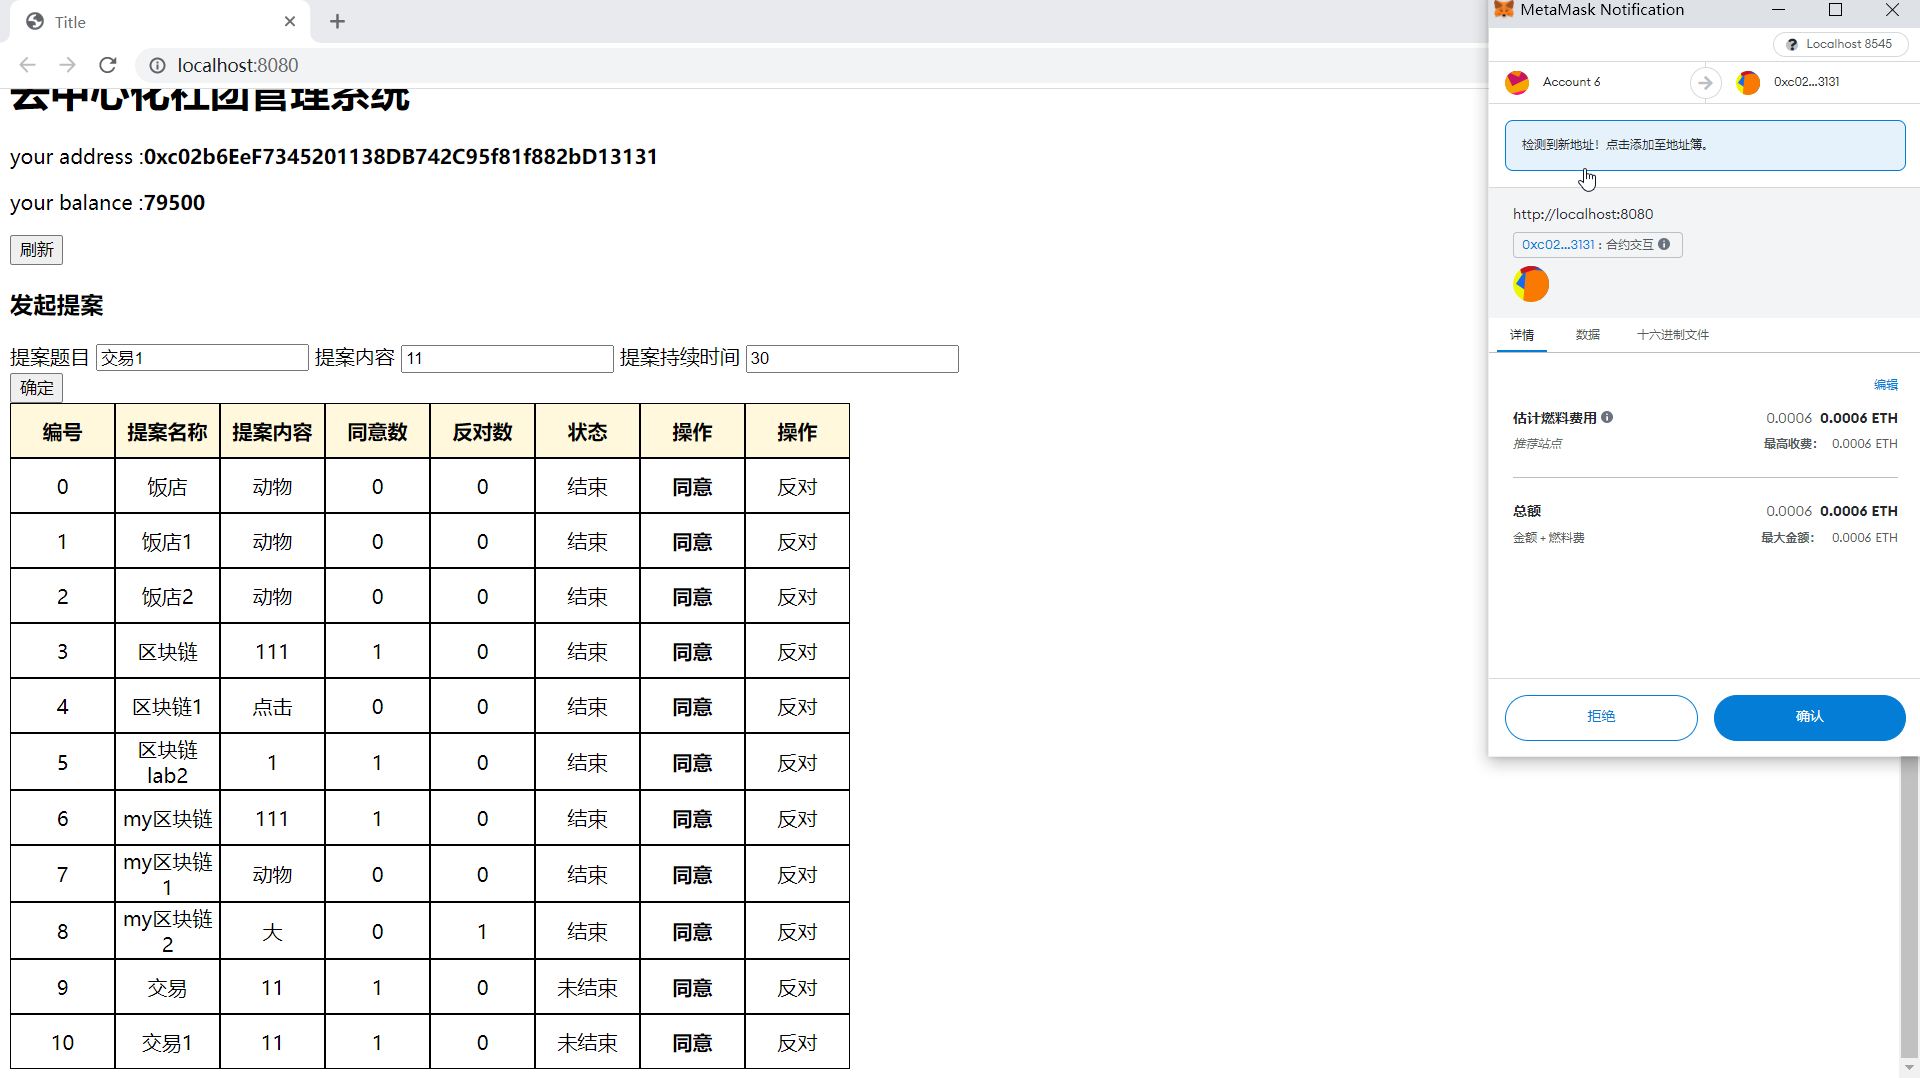 Title
localhost:8080
去中心化社团管理系统
your address :0xc02b6EeF7345201138DB742C95f81f882bD13131
your balance :79500
刷新
发起提案
提案题目 交易1 提案内容 11 提案持续时间 30
确定
编号 提案名称 提案内容 同意数 反对数 状态 操作 操作
0 饭店 动物 0 0 结束 同意 反对
1 饭店1 动物 0 0 结束 同意 反对
2 饭店2 动物 0 0 结束 同意 反对
3 区块链 111 1 0 结束 同意 反对
4 区块链1 点击 0 0 结束 同意 反对
5 区块链lab2 1 1 0 结束 同意 反对
6 my区块链 111 1 0 结束 同意 反对
7 my区块链1 动物 0 0 结束 同意 反对
8 my区块链2 大 0 1 结束 同意 反对
9 交易 11 1 0 未结束 同意 反对
10 交易1 11 1 0 未结束 同意 反对
MetaMask Notification
Localhost 8545
Account 6 0xc02...3131
检测到新地址！点击添加至地址簿。
http://localhost:8080
0xc02...3131 : 合约交互
详情 数据 十六进制文件
编辑
估计燃料费用 0.0006 0.0006 ETH
推荐站点 最高收费： 0.0006 ETH
总额 0.0006 0.0006 ETH
金额 + 燃料费 最大金额： 0.0006 ETH
拒绝 确认